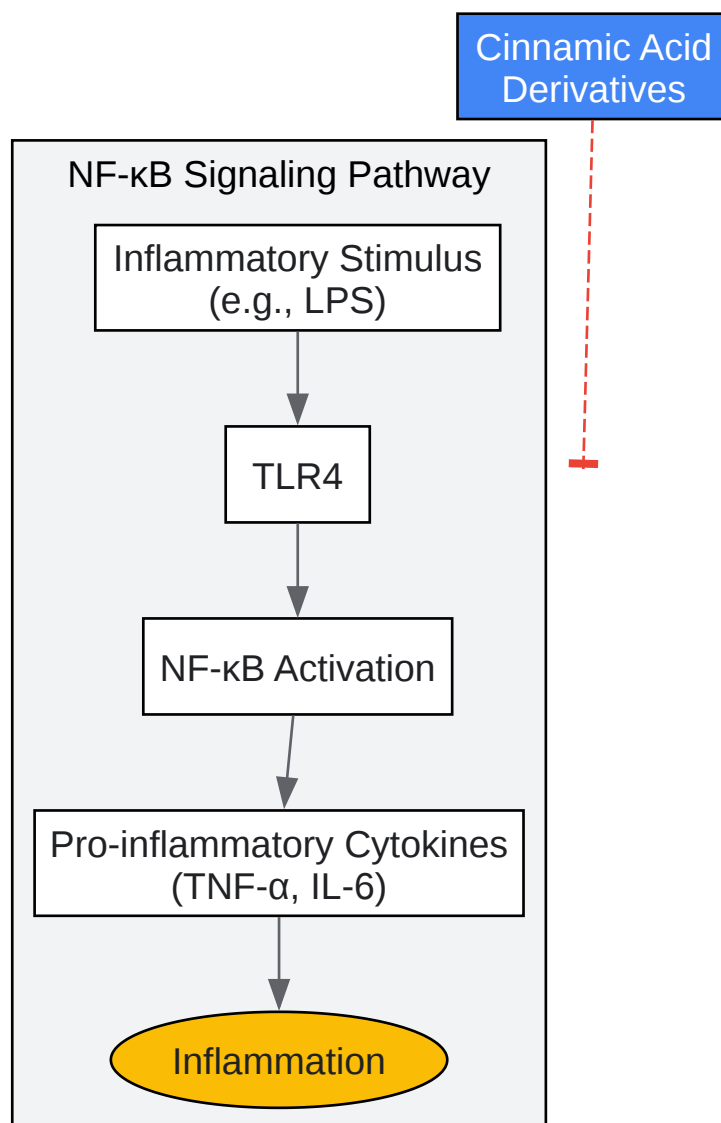 Cinnamic Acid
Derivatives
NF-κB Signaling Pathway
Inflammatory Stimulus
(e.g., LPS)
TLR4
NF-κB Activation
Pro-inflammatory Cytokines
(TNF-α, IL-6)
Inflammation